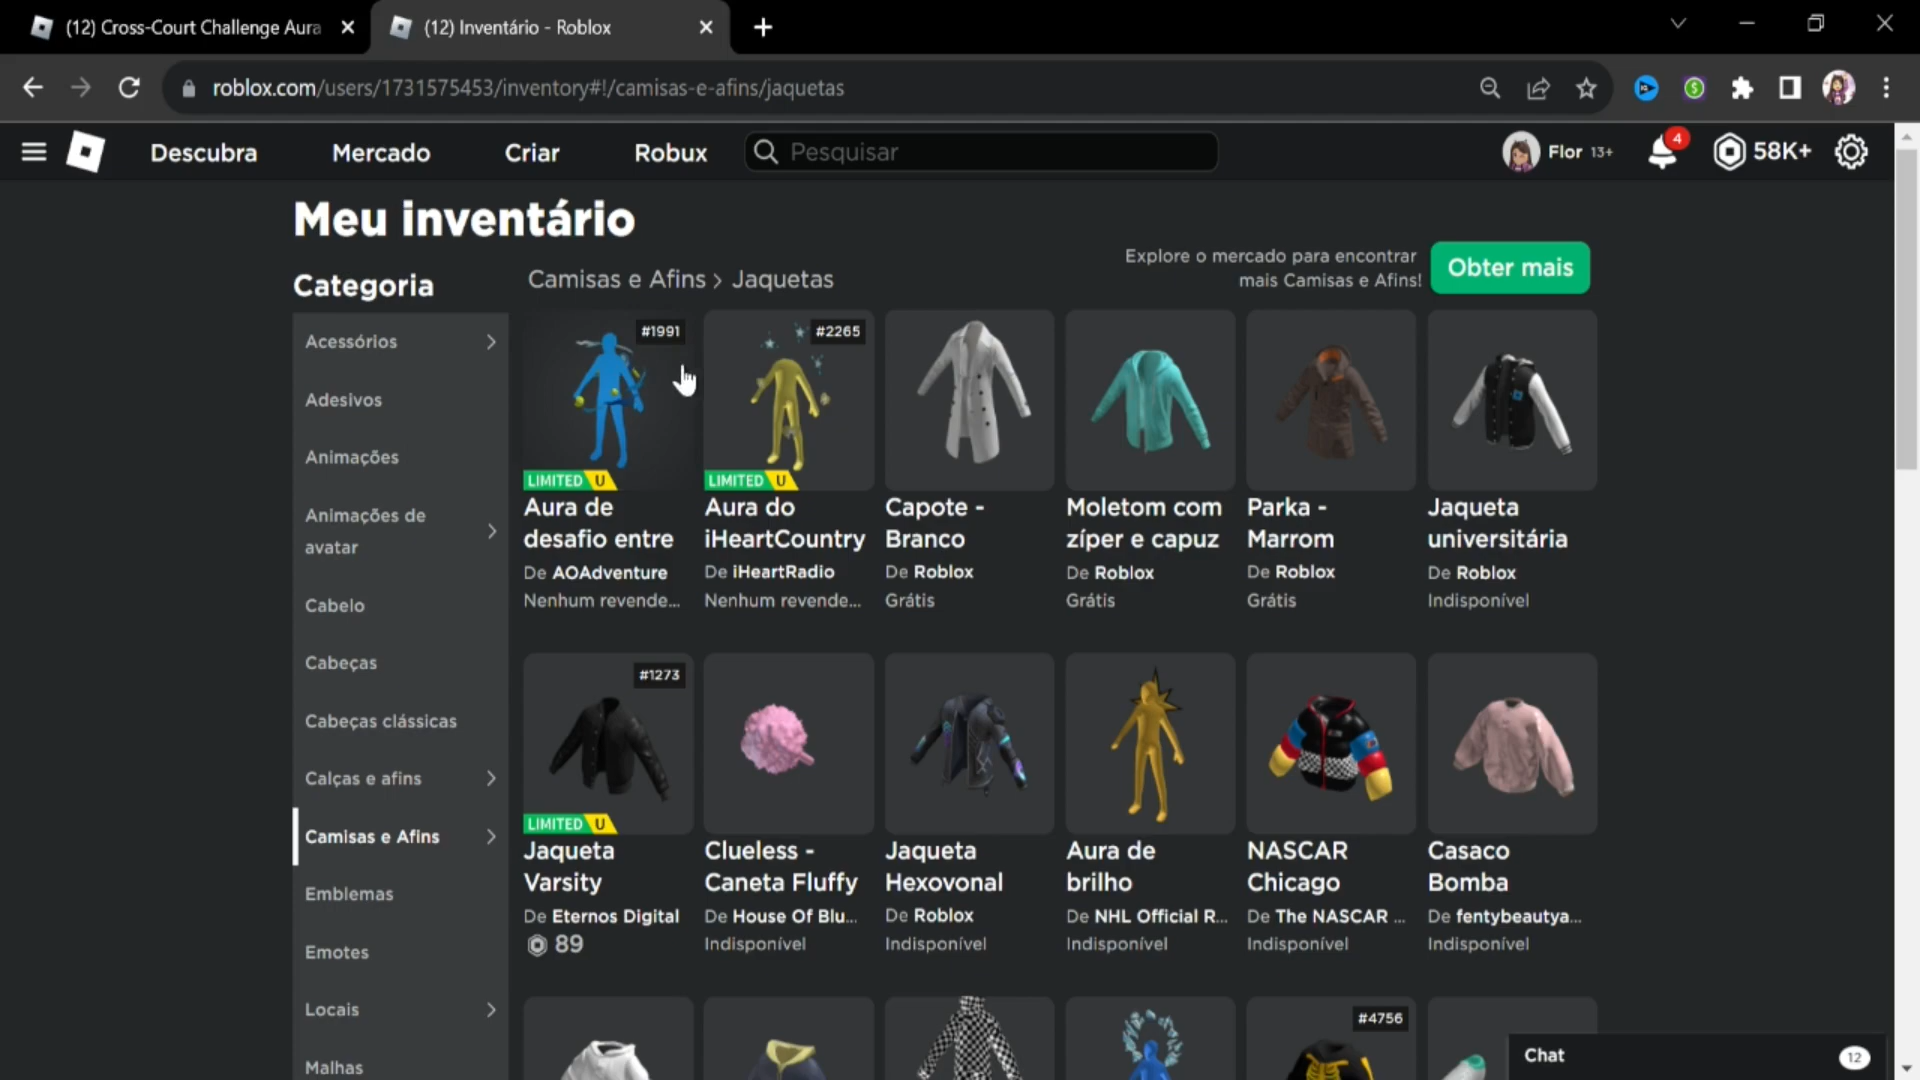 (12) Cross-Court Challenge Aura
(12) Inventário - Roblox
roblox.com/users/1731575453/inventory#!/camisas-e-afins/jaquetas
Descubra
Mercado
Criar
Robux
Pesquisar
Flor 13+
4
58K+
Meu inventário
Explore o mercado para encontrar
mais Camisas e Afins!
Obter mais
Categoria
Camisas e Afins > Jaquetas
Acessórios
Adesivos
Animações
Animações de
avatar
Cabelo
Cabeças
Cabeças clássicas
Calças e afins
Camisas e Afins
Emblemas
Emotes
Locais
Malhas
#1991
LIMITED U
Aura de
desafio entre
De AOAdventure
Nenhum revende...
#2265
LIMITED U
Aura do
iHeartCountry
De iHeartRadio
Nenhum revende...
Capote -
Branco
De Roblox
Grátis
Moletom com
zíper e capuz
De Roblox
Grátis
Parka -
Marrom
De Roblox
Grátis
Jaqueta
universitária
De Roblox
Indisponível
#1273
LIMITED U
Jaqueta
Varsity
De Eternos Digital
89
Clueless -
Caneta Fluffy
De House Of Blu...
Indisponível
Jaqueta
Hexovonal
De Roblox
Indisponível
Aura de
brilho
De NHL Official R...
Indisponível
NASCAR
Chicago
De The NASCAR ...
Indisponível
Casaco
Bomba
De fentybeautya...
Indisponível
#4756
Chat
12